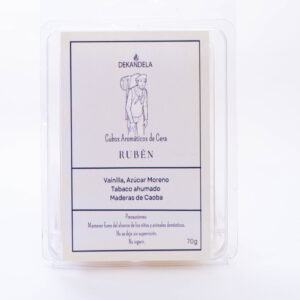 DEKANDELA
Cubos Aromáticos de Cera
RUBÉN
Vainilla, Azúcar Moreno
Tabaco ahumado
Maderas de Caoba
Precauciones:
Mantener fuera del alcance de los niños y animales domésticos.
No se deje sin supervisión.
No ingerir.
70g